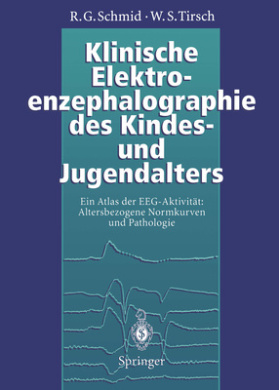 R. G. Schmid · W. S. Tirsch
Klinische
Elektro-
enzephalographie
des Kindes-
und
Jugendalters
Ein Atlas der EEG-Aktivität:
Altersbezogene Normkurven
und Pathologie
Springer